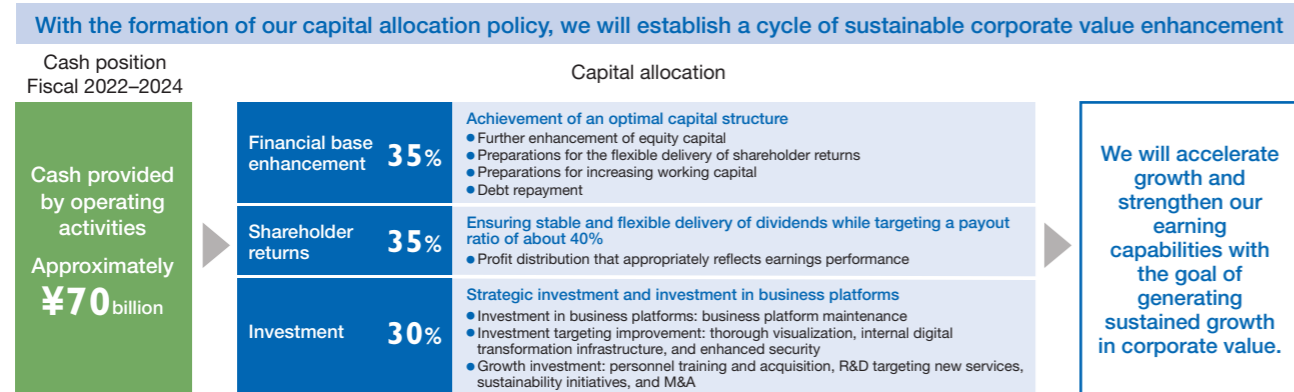 With the formation of our capital allocation policy, we will establish a cycle of sustainable corporate value enhancement
Cash position
Fiscal 2022–2024
Capital allocation
Cash provided
by operating
activities
Approximately
¥70 billion
Financial base
enhancement
35%
Achievement of an optimal capital structure
● Further enhancement of equity capital
● Preparations for the flexible delivery of shareholder returns
● Preparations for increasing working capital
● Debt repayment
Shareholder
returns
35%
Ensuring stable and flexible delivery of dividends while targeting a payout
ratio of about 40%
● Profit distribution that appropriately reflects earnings performance
Investment
30%
Strategic investment and investment in business platforms
● Investment in business platforms: business platform maintenance
● Investment targeting improvement: thorough visualization, internal digital
transformation infrastructure, and enhanced security
● Growth investment: personnel training and acquisition, R&D targeting new services,
sustainability initiatives, and M&A
We will accelerate
growth and
strengthen our
earning
capabilities with
the goal of
generating
sustained growth
in corporate value.